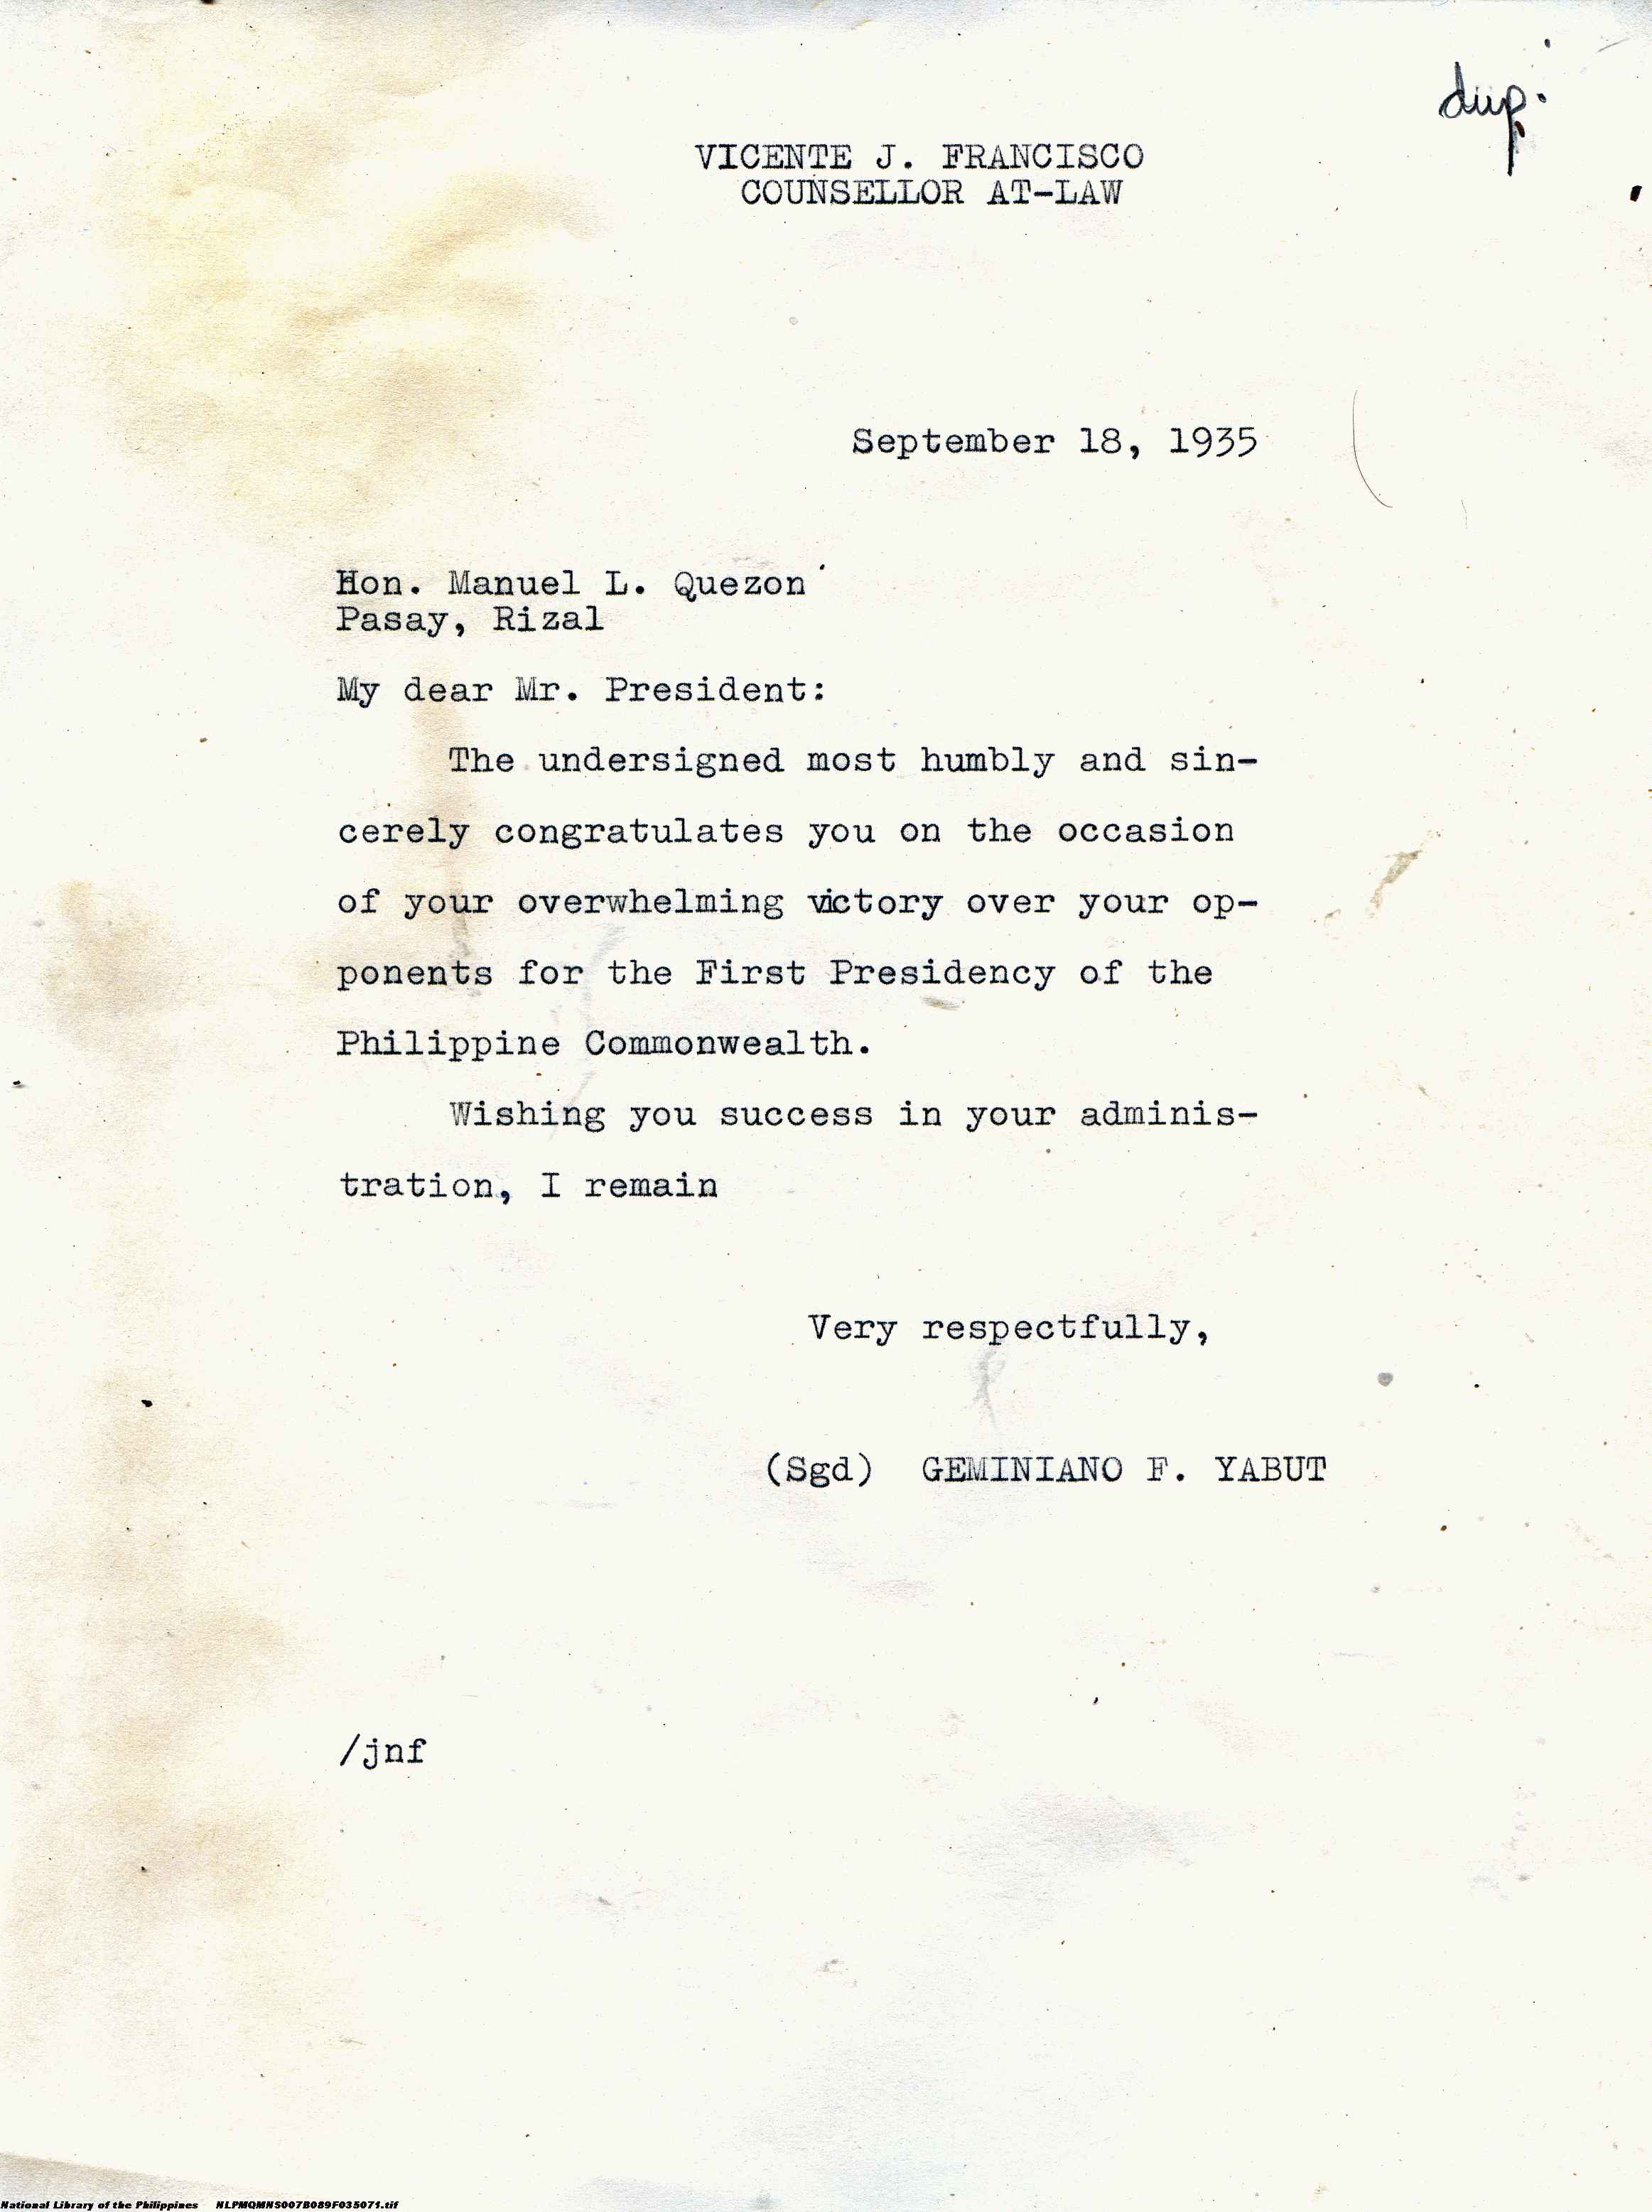 dup.
VICENTE J. FRANCISCO
COUNSELLOR AT-LAW
September 18, 1935
Hon. Manuel L. Quezon
Pasay, Rizal
My dear Mr. President:
The undersigned most humbly and sin-
cerely congratulates you on the occasion
of your overwhelming victory over your op-
ponents for the First Presidency of the
Philippine Commonwealth.
Wishing you success in your adminis-
tration, I remain
Very respectfully,
(Sgd) GEMINIANO F. YABUT
/jnf
National Library of the Philippines NLPMQMNS007B089F035071.tif